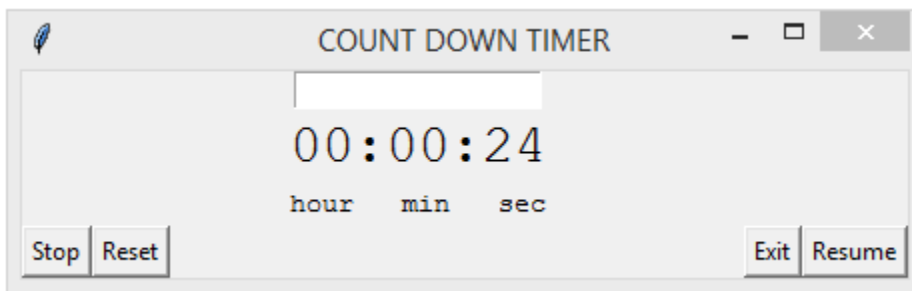 COUNT DOWN TIMER
00:00:24
hour min sec
Stop Reset Exit Resume